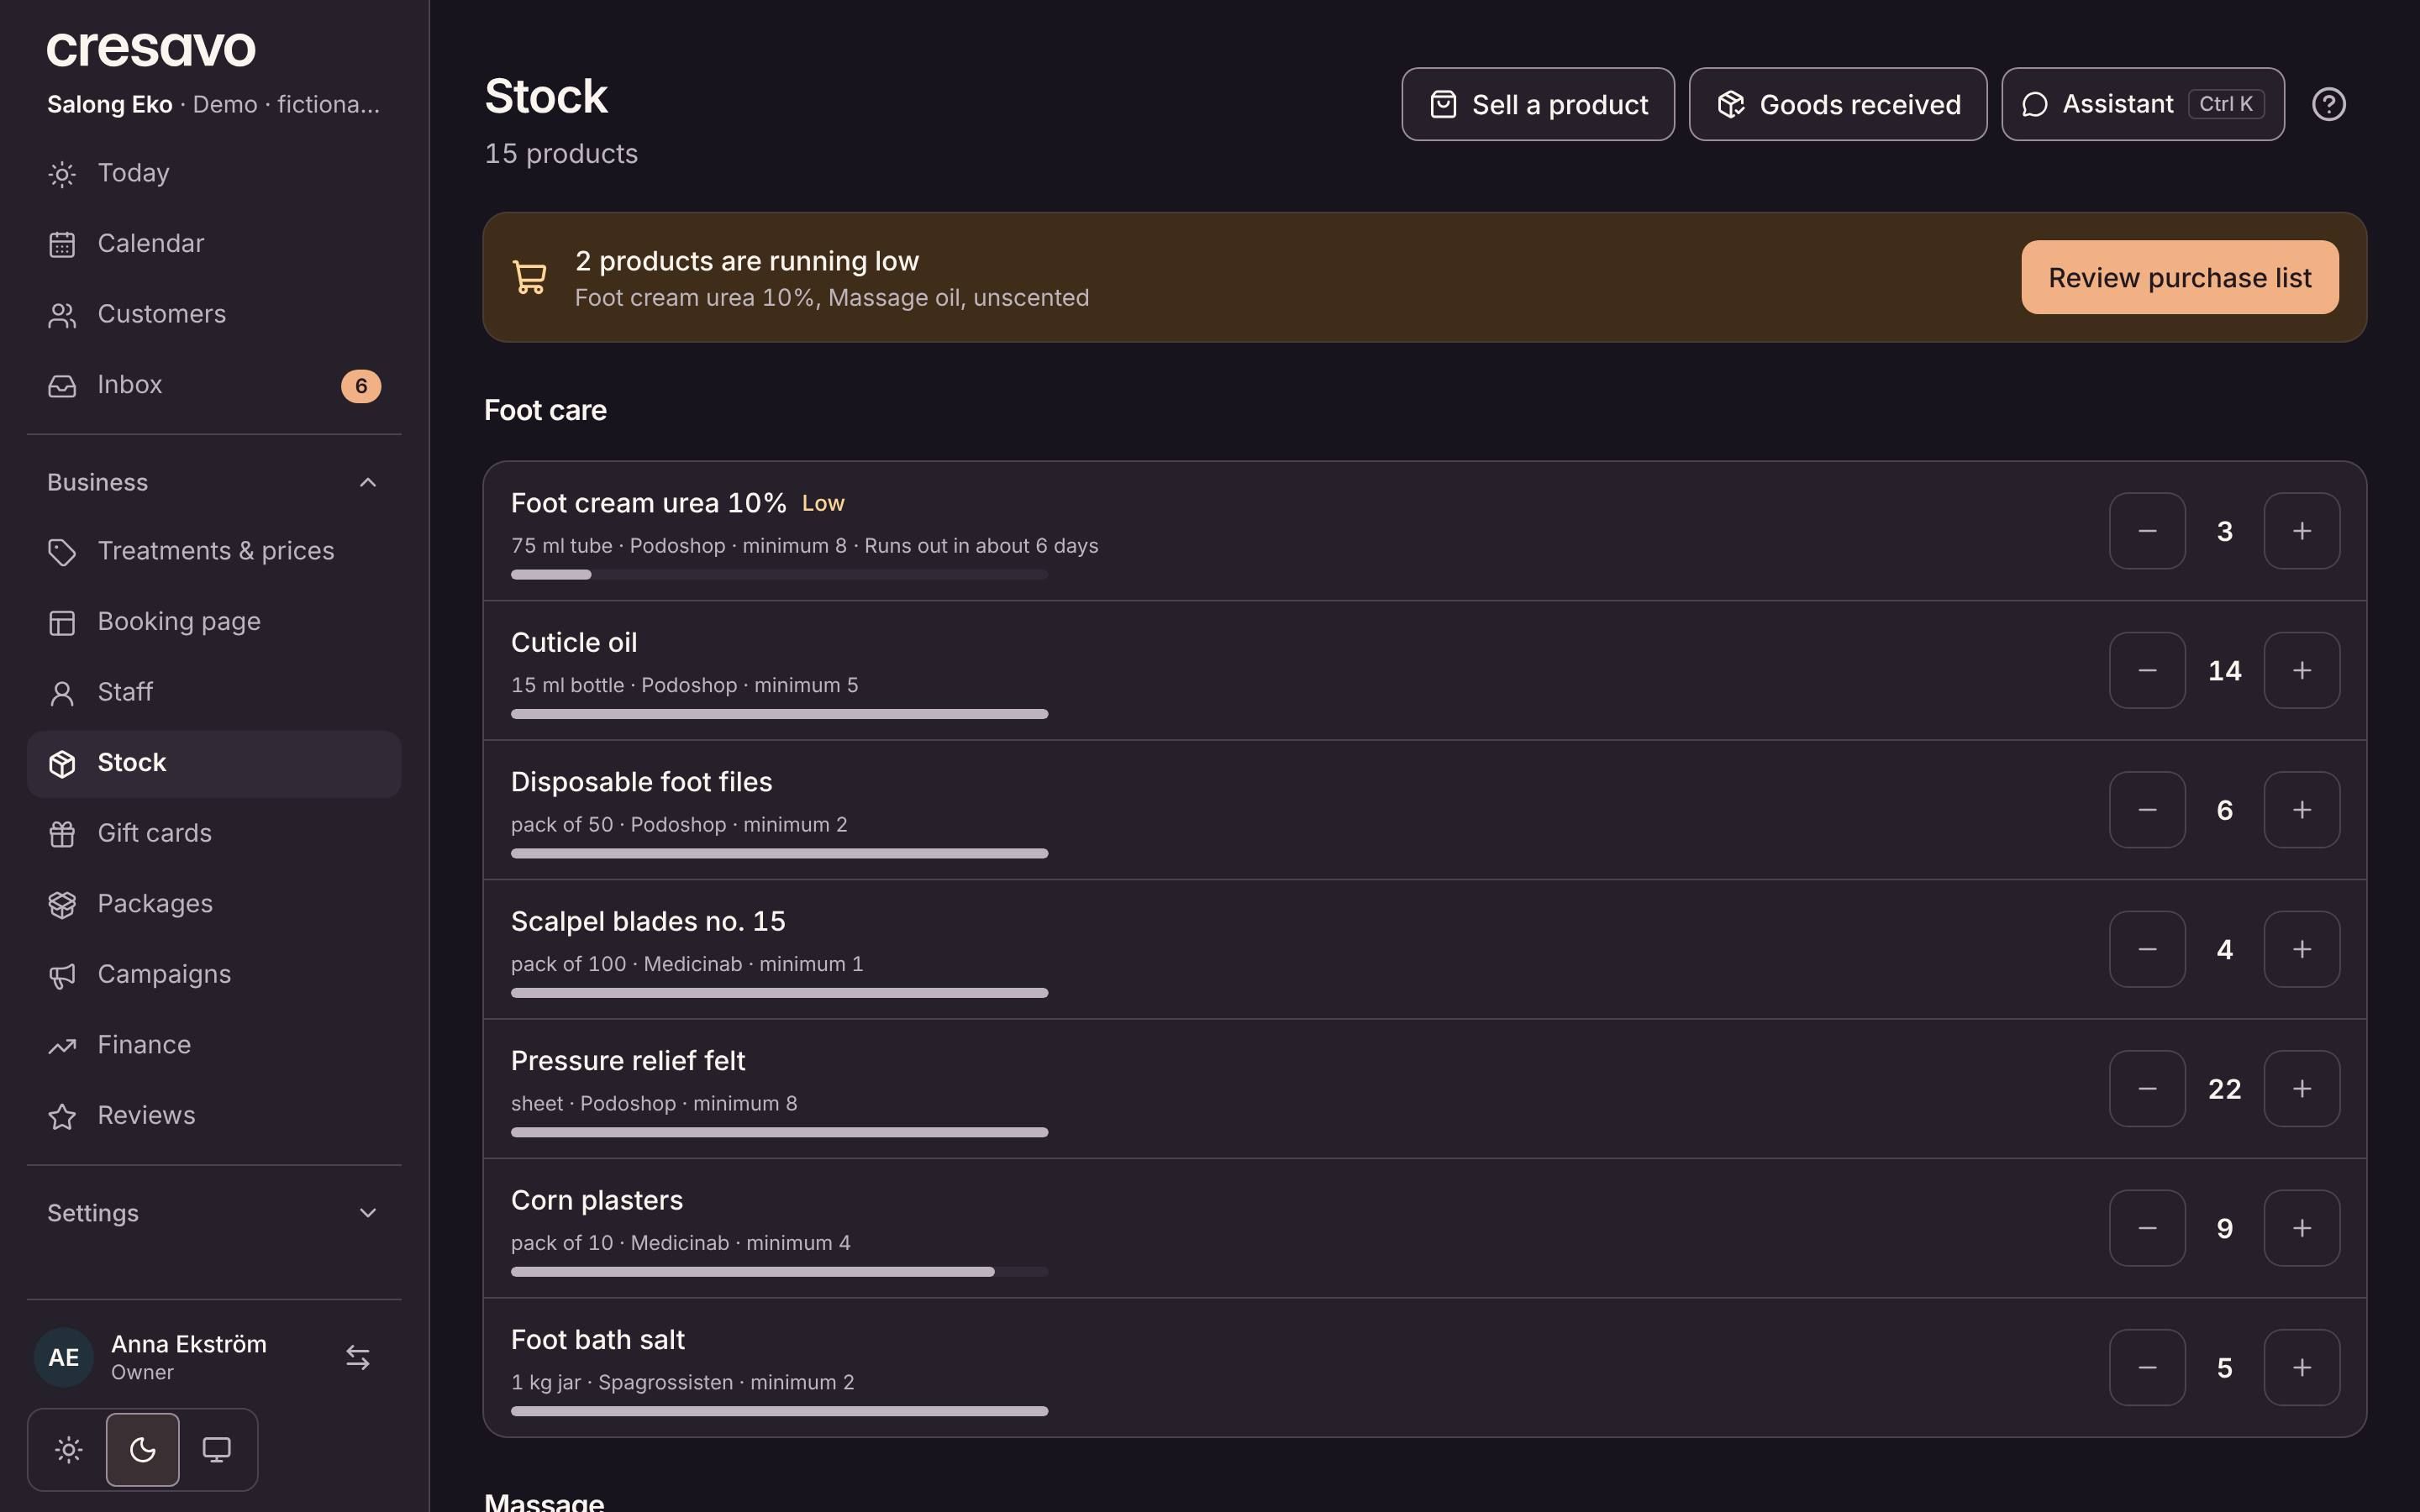 cresavo
Salong Eko · Demo · fictiona...
Today
Calendar
Customers
Inbox 6
Business
Treatments & prices
Booking page
Staff
Stock
Gift cards
Packages
Campaigns
Finance
Reviews
Settings
AE Anna Ekström
Owner
Stock
15 products
Sell a product
Goods received
Assistant Ctrl K
2 products are running low
Foot cream urea 10%, Massage oil, unscented
Review purchase list
Foot care
Foot cream urea 10% Low
75 ml tube · Podoshop · minimum 8 · Runs out in about 6 days
3
Cuticle oil
15 ml bottle · Podoshop · minimum 5
14
Disposable foot files
pack of 50 · Podoshop · minimum 2
6
Scalpel blades no. 15
pack of 100 · Medicinab · minimum 1
4
Pressure relief felt
sheet · Podoshop · minimum 8
22
Corn plasters
pack of 10 · Medicinab · minimum 4
9
Foot bath salt
1 kg jar · Spagrossisten · minimum 2
5
Massage